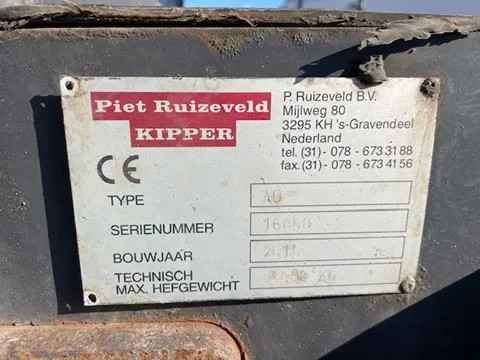 Piet Ruizeveld
KIPPER
P. Ruizeveld B.V.
Mijlweg 80
3295 KH 's-Gravendeel
Nederland
tel. (31) - 078 - 673 31 88
fax. (31) - 078 - 673 41 56
CE
TYPE
SERIENUMMER
BOUWJAAR 2011
TECHNISCH
MAX. HEFGEWICHT